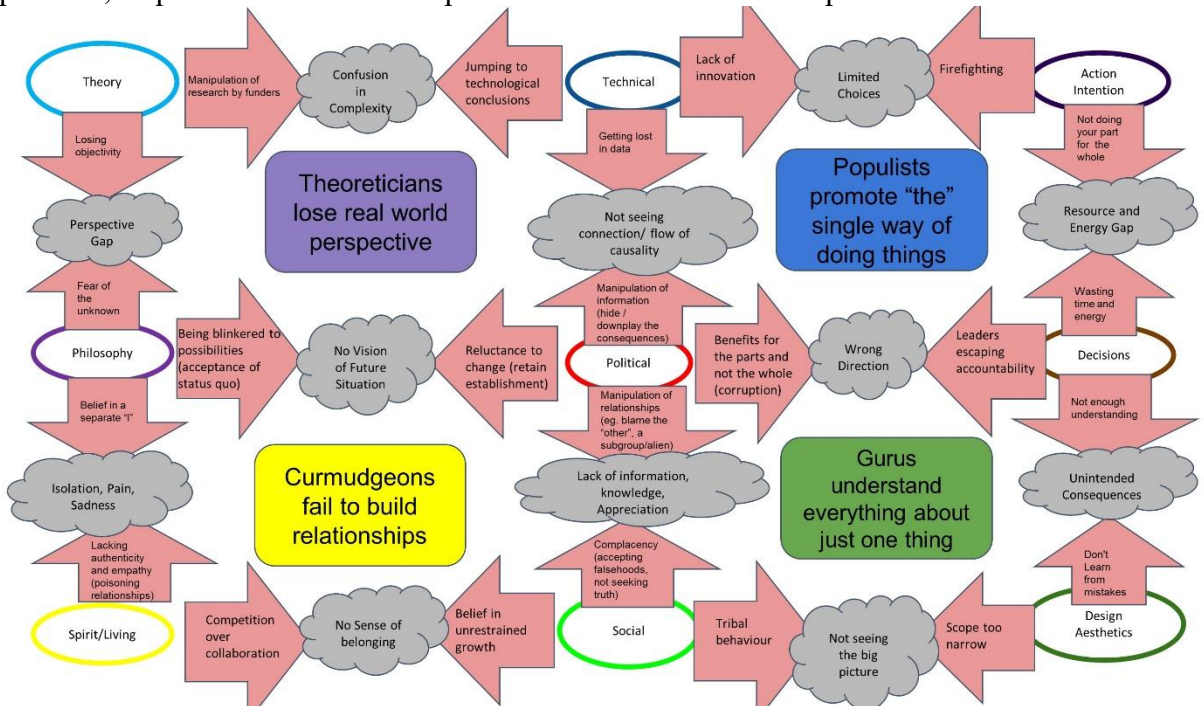 Theory
Manipulation of
research by funders
Confusion
in
Complexity
Jumping to
technological
conclusions
Technical
Lack of
innovation
Limited
Choices
Firefighting
Action
Intention
Losing
objectivity
Getting lost
in data
Not doing
your part
for the
whole
Theoreticians
lose real world
perspective
Populists
promote “the”
single way of
doing things
Perspective
Gap
Not seeing
connection/ flow of
causality
Resource and
Energy Gap
Fear of
the
unknown
Manipulation of
information
(hide /
downplay the
consequences)
Wasting
time and
energy
Philosophy
Being blinkered to
possibilities
(acceptance of
status quo)
No Vision
of Future
Situation
Reluctance to
change (retain
establishment)
Political
Benefits for
the parts and
not the whole
(corruption)
Wrong
Direction
Leaders
escaping
accountability
Decisions
Belief in a
separate “I”
Manipulation of
relationships
(eg. blame the
“other”, a
subgroup/alien)
Not enough
understanding
Curmudgeons
fail to build
relationships
Gurus
understand
everything about
just one thing
Isolation, Pain,
Sadness
Lack of information,
knowledge,
Appreciation
Unintended
Consequences
Lacking
authenticity
and empathy
(poisoning
relationships)
Complacency
(accepting
falsehoods,
not seeking
truth)
Don't
Learn
from
mistakes
Spirit/Living
Competition
over
collaboration
No Sense of
belonging
Belief in
unrestrained
growth
Social
Tribal
behaviour
Not seeing
the big
picture
Scope too
narrow
Design
Aesthetics